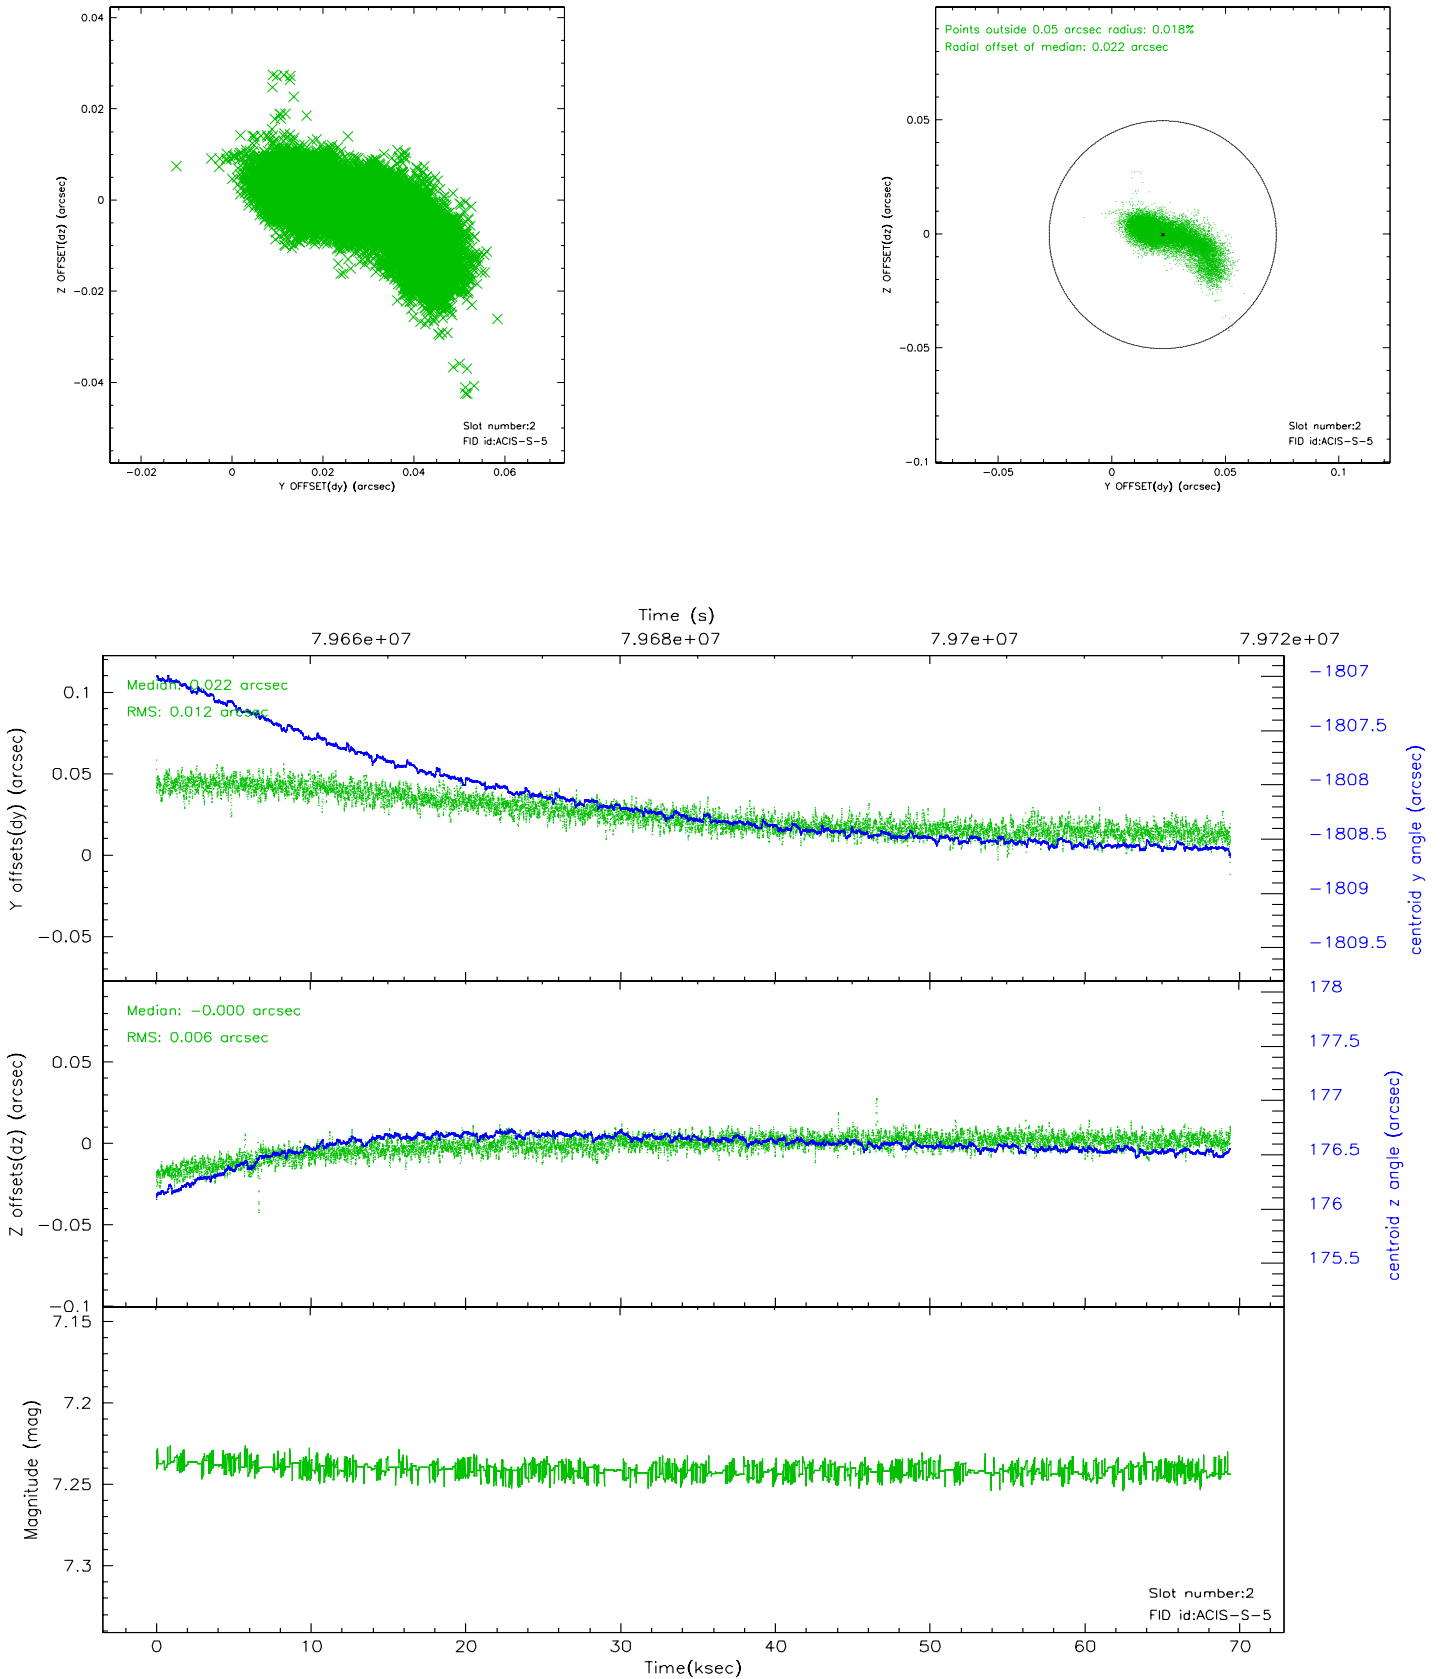 0.04
0.02
0
−0.02
−0.04
Z OFFSET(dz) (arcsec)
Slot number:2
FID id:ACIS−S−5
−0.02 0 0.02 0.04 0.06
Y OFFSET(dy) (arcsec)
Points outside 0.05 arcsec radius: 0.018%
Radial offset of median: 0.022 arcsec
0.05
0
−0.05
−0.1
Z OFFSET(dz) (arcsec)
Slot number:2
FID id:ACIS−S−5
−0.05 0 0.05 0.1
Y OFFSET(dy) (arcsec)
Time (s)
7.966e+07 7.968e+07 7.97e+07 7.972e+07
Median: 0.022 arcsec
RMS: 0.012 arcsec
0.1
0.05
0
−0.05
Y offsets(dy) (arcsec)
−1807
−1807.5
−1808
−1808.5
−1809
−1809.5
centroid y angle (arcsec)
Median: −0.000 arcsec
RMS: 0.006 arcsec
0.05
0
−0.05
−0.1
Z offsets(dz) (arcsec)
178
177.5
177
176.5
176
175.5
centroid z angle (arcsec)
7.15
7.2
7.25
7.3
Magnitude (mag)
Slot number:2
FID id:ACIS−S−5
0 10 20 30 40 50 60 70
Time(ksec)